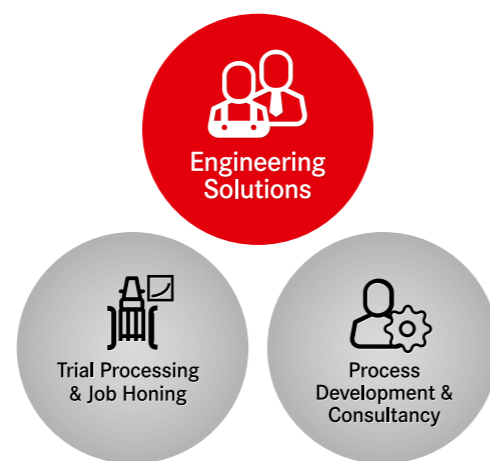 Engineering
Solutions
Trial Processing
& Job Honing
Process
Development &
Consultancy